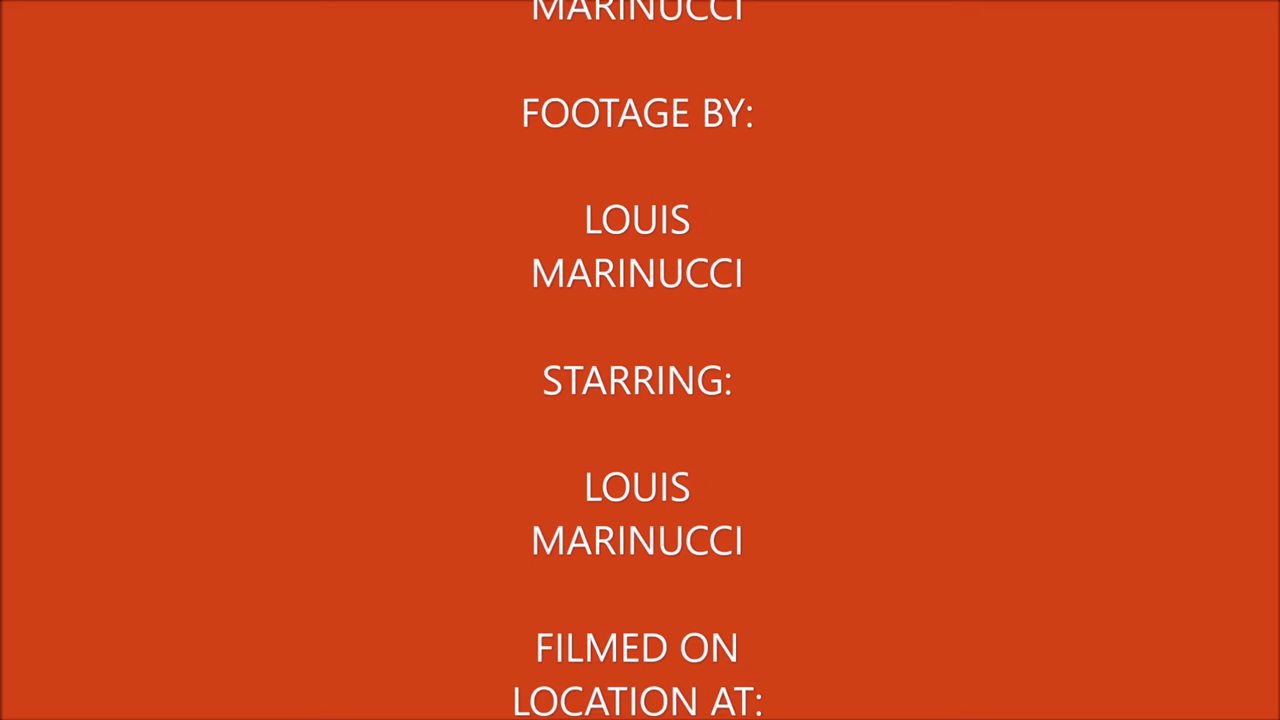 MARINUCCI
FOOTAGE BY:
LOUIS
MARINUCCI
STARRING:
LOUIS
MARINUCCI
FILMED ON
LOCATION AT: